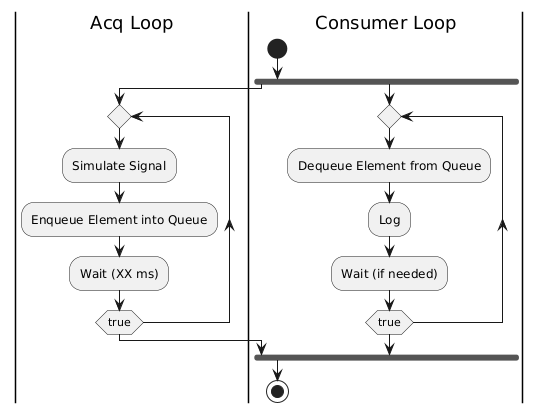 Acq Loop
Consumer Loop
Simulate Signal
Enqueue Element into Queue
Wait (XX ms)
true
Dequeue Element from Queue
Log
Wait (if needed)
true